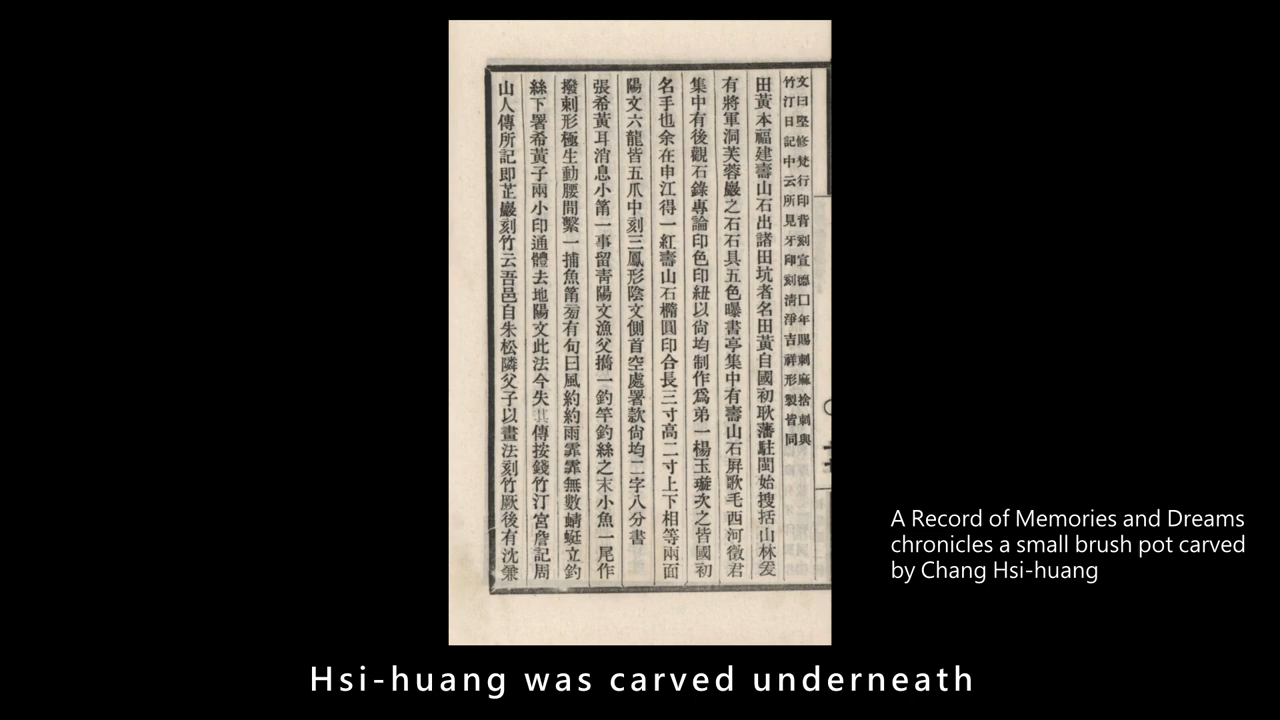 文曰堅修梵行印背刻宣德囗年賜剌麻捨剌與
竹汀日記中云所見牙印刻淸淨吉祥形製皆同
田黃本福建壽山石出諸田坑者名田黃自國初耿藩駐閩始搜括山林爰
有將軍洞芙蓉巖之石石具五色曝書亭集中有壽山石屏歌毛西河徵君
集中有後觀石錄專論印色印紐以尙均制作爲弟一楊玉璇次之皆國初
名手也余在申江得一紅壽山石橢圓印合長三寸高二寸上下相等兩面
陽文六龍皆五爪中刻三鳳形陰文側首空處署款尙均二字八分書
張希黃耳消息小筩一事留靑陽文漁父擕一釣竿釣絲之末小魚一尾作
撥剌形極生動腰間繫一捕魚筩芻有句曰風約約雨霏霏無數蜻蜓立釣
絲下署希黃子兩小印通體去地陽文此法今失其傳按錢竹汀宮詹記周
山人傳所記卽芷巖刻竹云吾邑自朱松隣父子以畫法刻竹厥後有沈兼
A Record of Memories and Dreams
chronicles a small brush pot carved
by Chang Hsi-huang
Hsi-huang was carved underneath